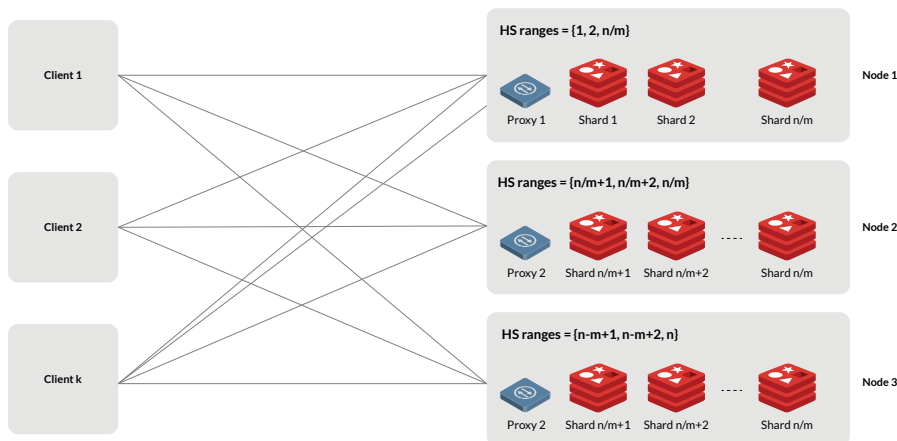 HS ranges = {1, 2, n/m}
Client 1
Node 1
Proxy 1
Shard 1
Shard 2
Shard n/m
HS ranges = {n/m+1, n/m+2, n/m}
Client 2
Node 2
Proxy 2
Shard n/m+1
Shard n/m+2
Shard n/m
HS ranges = {n-m+1, n-m+2, n}
Client k
Node 3
Proxy 2
Shard n/m+1
Shard n/m+2
Shard n/m